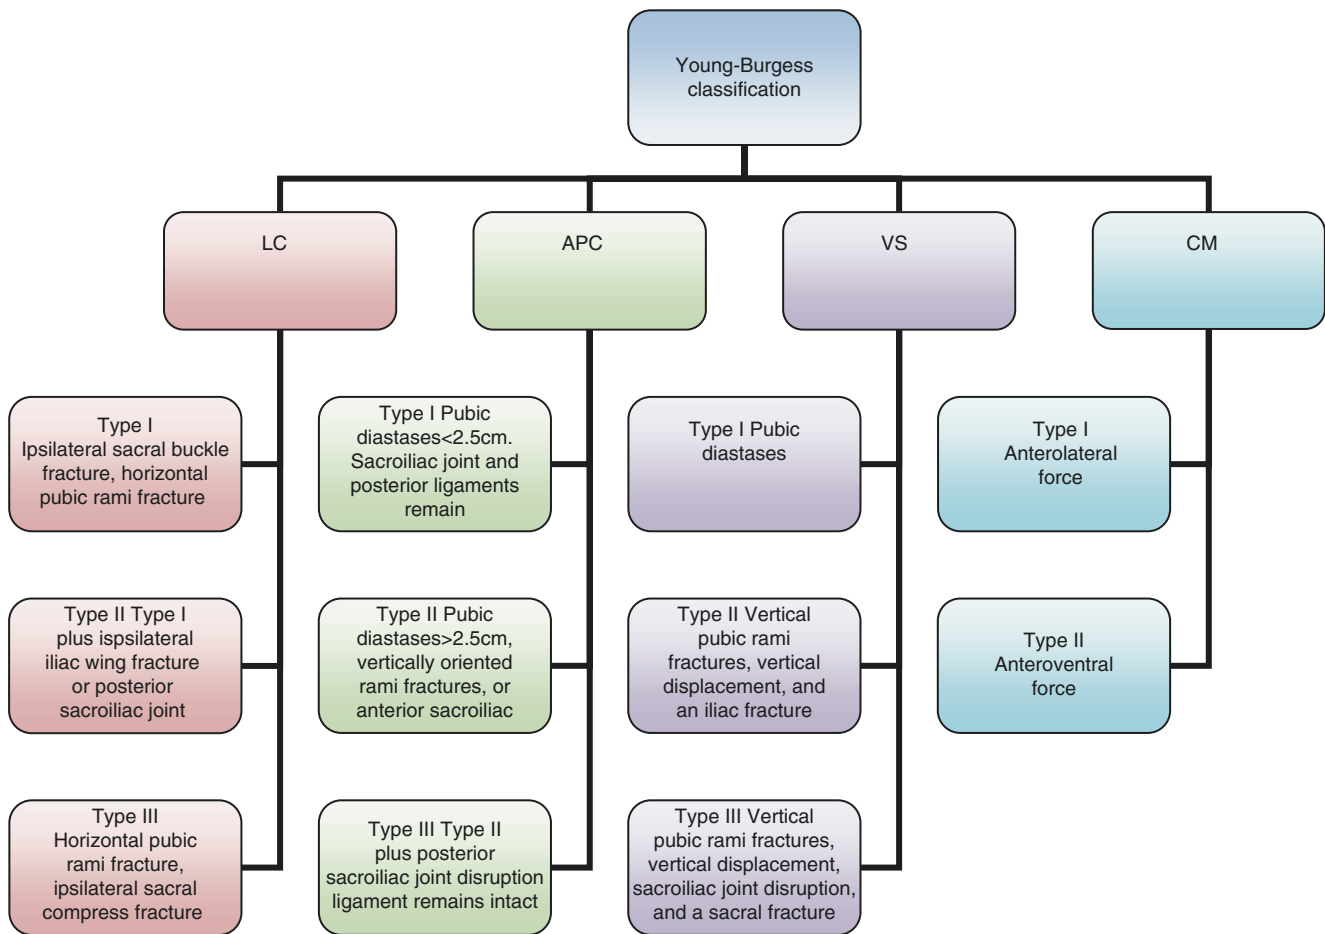 Young-Burgess
classification
LC
APC
VS
CM
Type I
Ipsilateral sacral buckle
fracture, horizontal
pubic rami fracture
Type I Pubic
diastases<2.5cm.
Sacroiliac joint and
posterior ligaments
remain
Type I Pubic
diastases
Type I
Anterolateral
force
Type II Type I
plus ispsilateral
iliac wing fracture
or posterior
sacroiliac joint
Type II Pubic
diastases>2.5cm,
vertically oriented
rami fractures, or
anterior sacroiliac
Type II Vertical
pubic rami
fractures, vertical
displacement, and
an iliac fracture
Type II
Anteroventral
force
Type III
Horizontal pubic
rami fracture,
ipsilateral sacral
compress fracture
Type III Type II
plus posterior
sacroiliac joint disruption
ligament remains intact
Type III Vertical
pubic rami fractures,
vertical displacement,
sacroiliac joint disruption,
and a sacral fracture